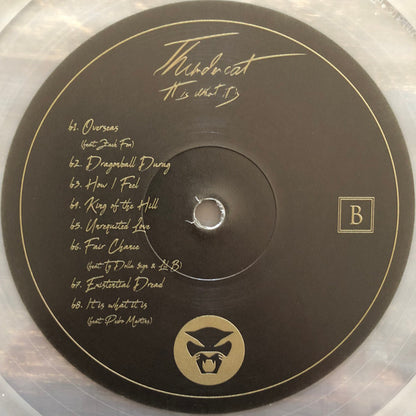 Thundercat
It is what it is
b1. Overseas
(feat. Zack Fox)
b2. Dragonball Durag
b3. How I Feel
b4. King of the Hill
b5. Unrequited Love
b6. Fair Chance
(feat. Ty Dolla $ign & Lil B)
b7. Existential Dread
b8. It is what it is
(feat. Pedro Martins)
B